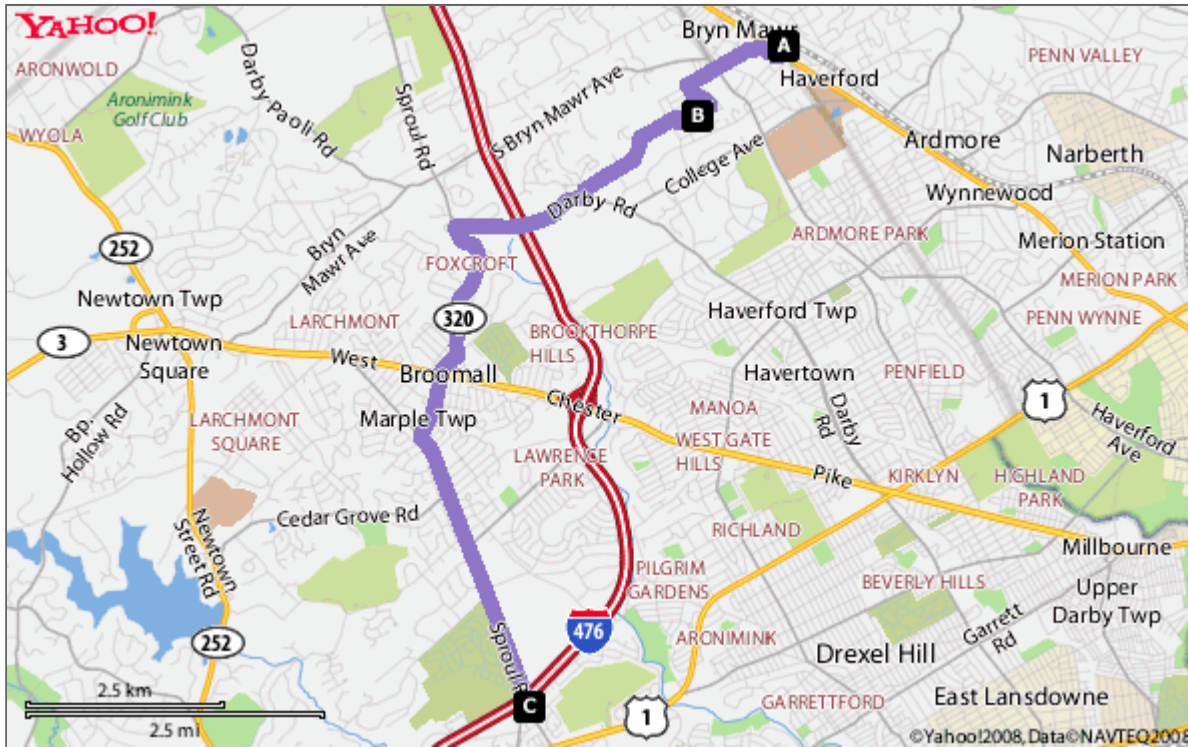 YAHOO!
Bryn Mawr
A
PENN VALLEY
ARONWOLD
Haverford
Aronimink
Golf Club
Darby Paoli Rd
Sproul Rd
S Bryn Mawr Ave
B
WYOLA
College Ave
Ardmore
Narberth
Wynnewood
Darby Rd
ARDMORE PARK
Merion Station
252
Bryn
Mawr Ave
FOXCROFT
MERION PARK
Newtown Twp
LARCHMONT
320
Haverford Twp
PENN WYNNE
3
BROOKTHORPE
HILLS
Newtown
Square
West
Broomall
Havertown
PENFIELD
1
Chester
MANOA
Darby
Rd
Haverford
Ave
Bp.
Hollow Rd
LARCHMONT
SQUARE
Marple Twp
WEST GATE
HILLS
LAWRENCE
PARK
Pike
KIRKLYN
HIGHLAND
PARK
Cedar Grove Rd
RICHLAND
Newtown
Street Rd
Millbourne
PILGRIM
GARDENS
BEVERLY HILLS
Upper
Darby Twp
476
ARONIMINK
Garrett
Rd
252
Sproul R
Drexel Hill
2.5 km
C
GARRETTFORD
East Lansdowne
1
2.5 mi
©Yahoo!2008, Data©NAVTEQ2008